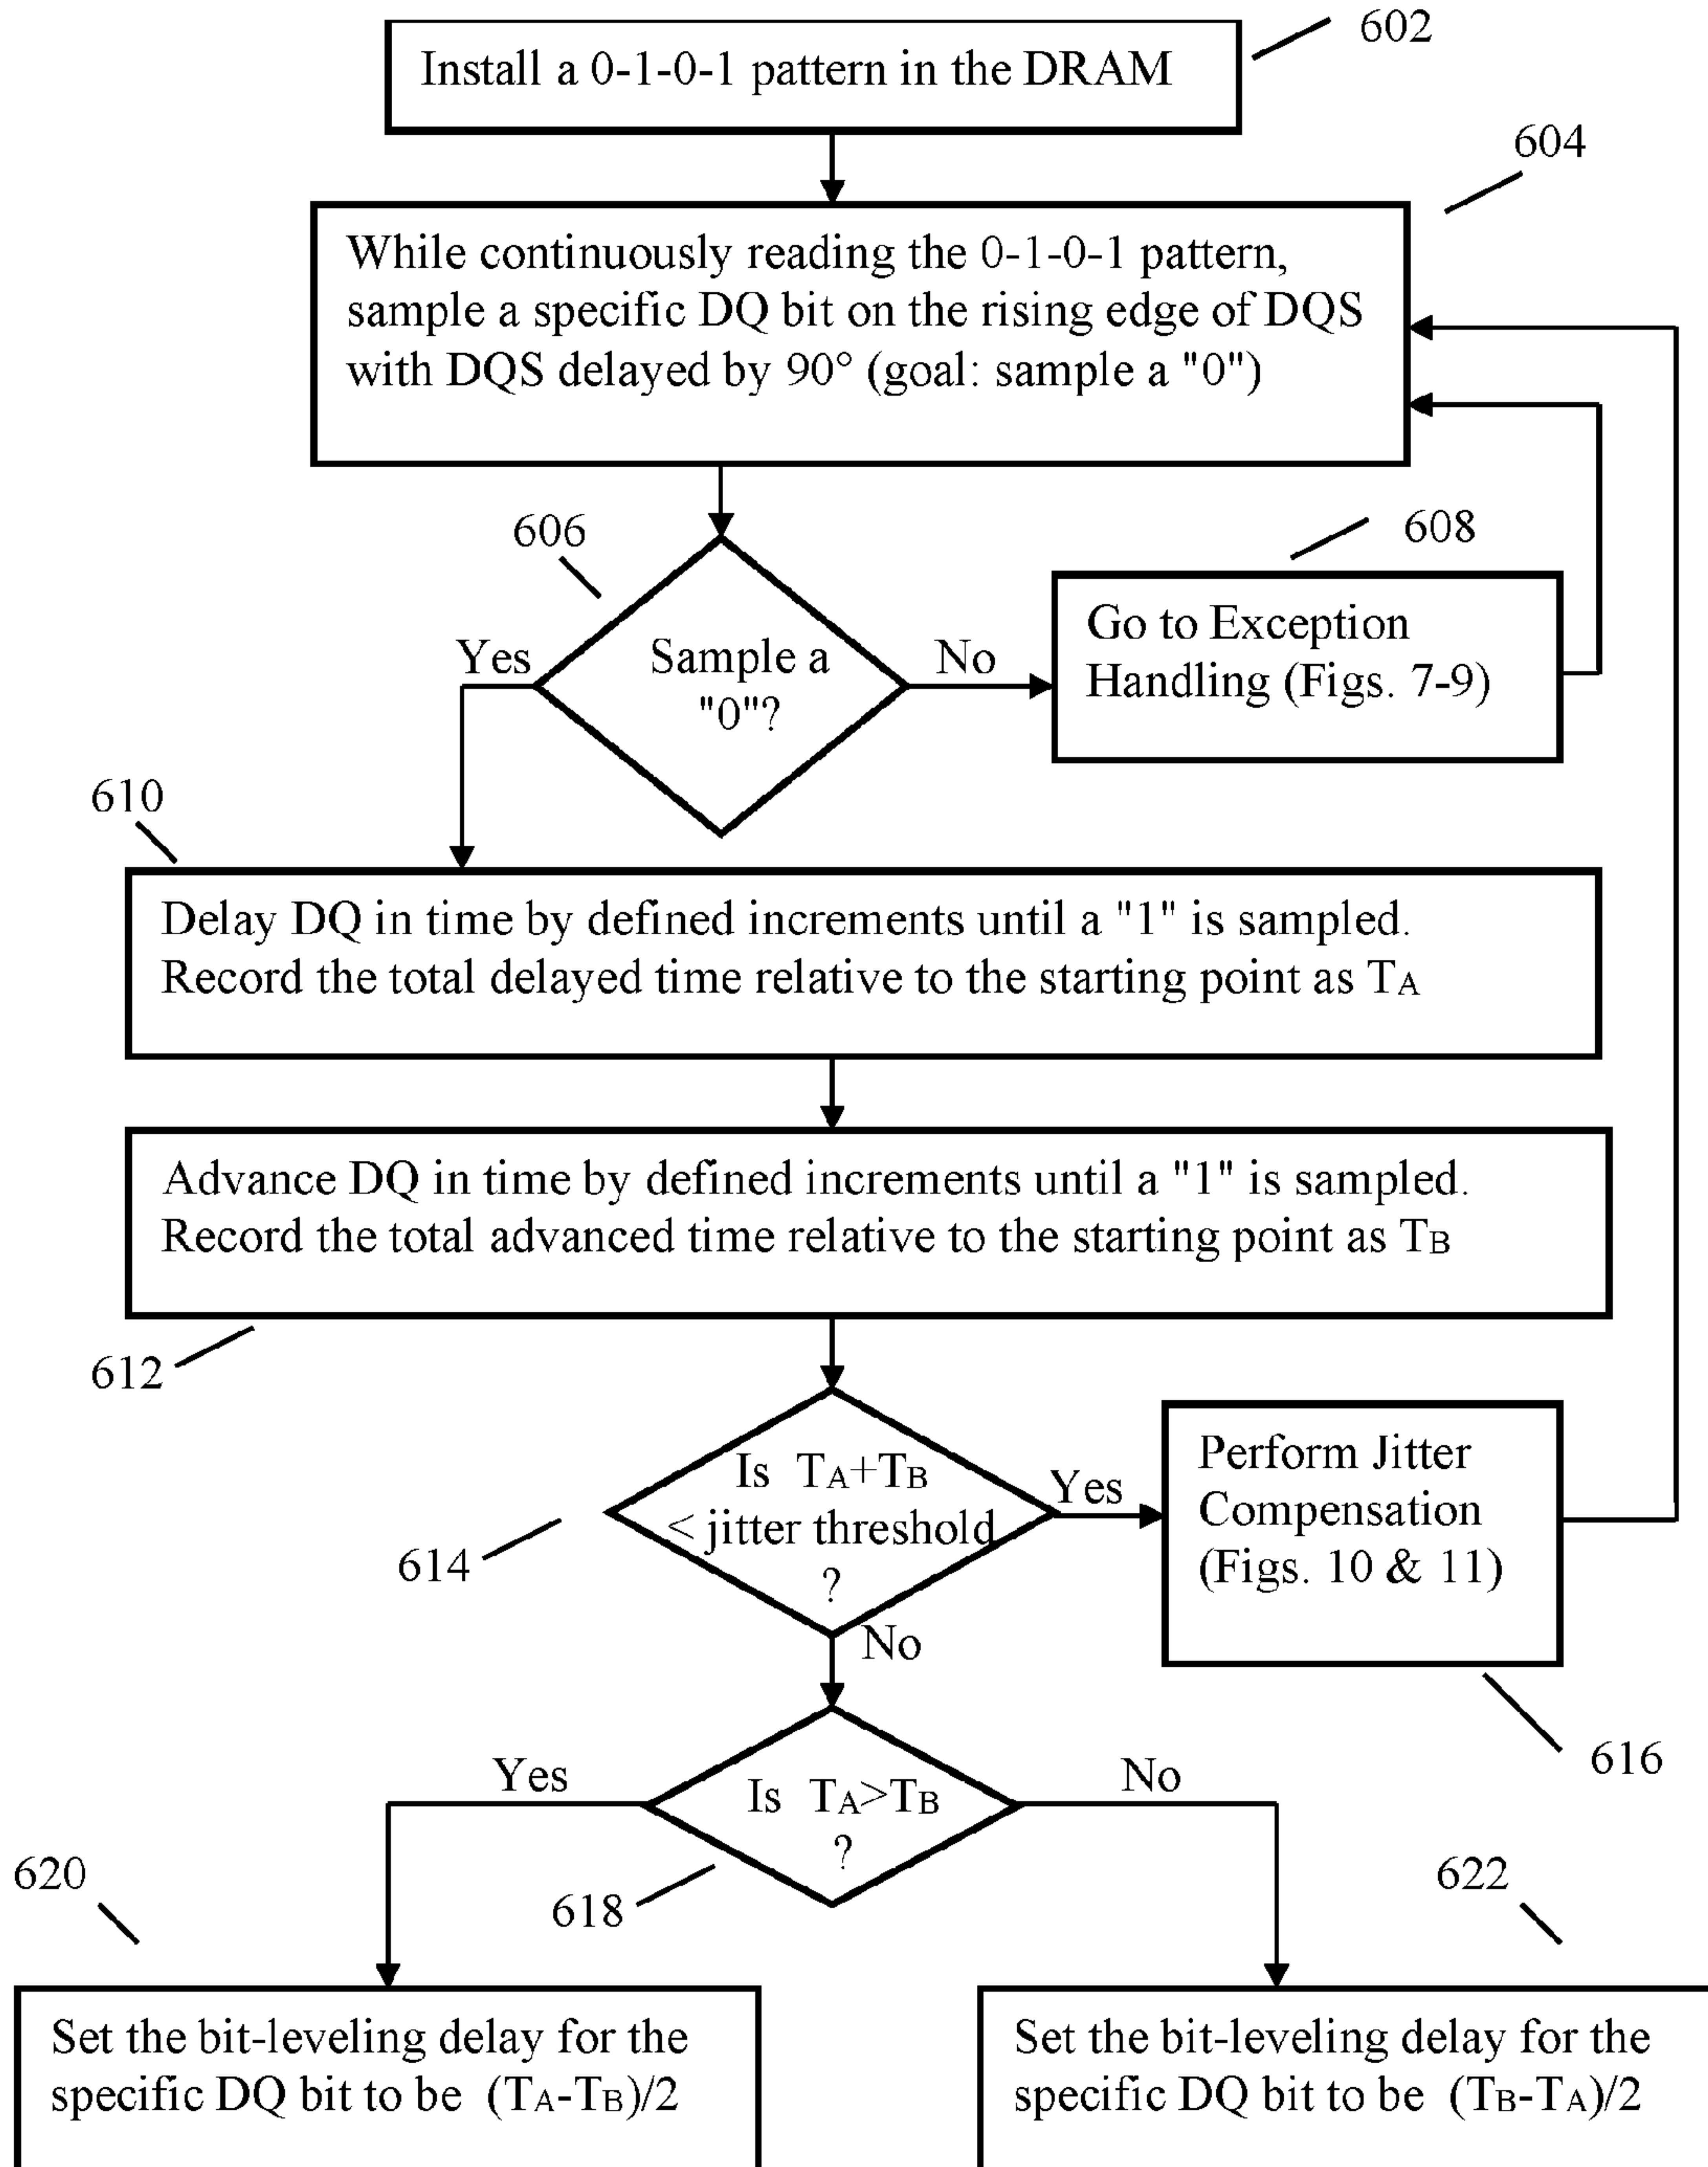 602
Install a 0-1-0-1 pattern in the DRAM
604
While continuously reading the 0-1-0-1 pattern,
sample a specific DQ bit on the rising edge of DQS
with DQS delayed by 90° (goal: sample a "0")
606
608
Yes
Sample a
"0"?
No
Go to Exception
Handling (Figs. 7-9)
610
Delay DQ in time by defined increments until a "1" is sampled.
Record the total delayed time relative to the starting point as TA
Advance DQ in time by defined increments until a "1" is sampled.
Record the total advanced time relative to the starting point as TB
612
Is TA+TB
< jitter threshold
?
Yes
614
Perform Jitter
Compensation
(Figs. 10 & 11)
No
616
Yes
Is TA>TB
?
No
618
620
622
Set the bit-leveling delay for the
specific DQ bit to be (TA-TB)/2
Set the bit-leveling delay for the
specific DQ bit to be (TB-TA)/2